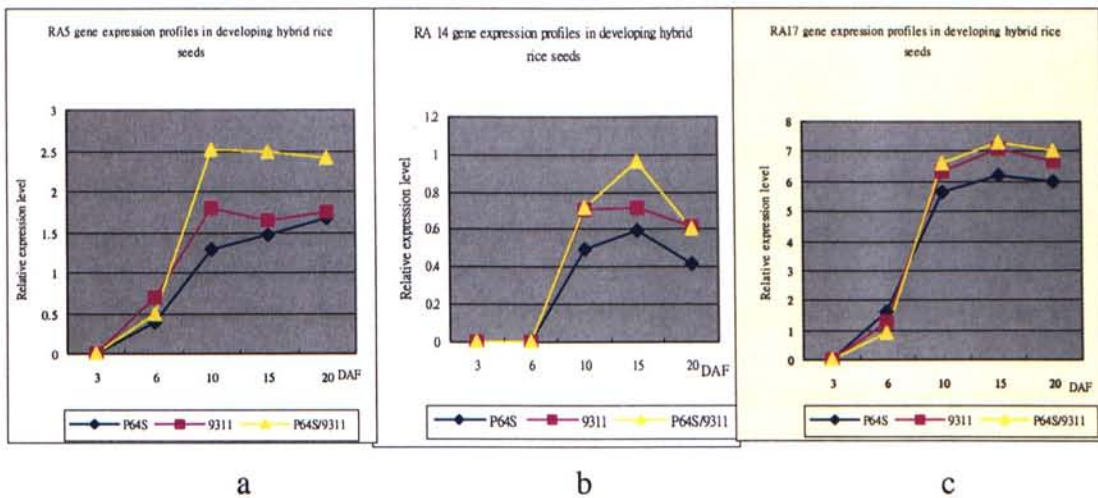 RA5 gene expression profiles in developing hybrid rice
seeds
Relative expression level
3
2.5
2
1.5
1
0.5
0
3 6 10 15 20 DAF
P64S 9311 P64S/9311
a
RA 14 gene expression profiles in developing hybrid
rice seeds
Relative expression level
1.2
1
0.8
0.6
0.4
0.2
0
3 6 10 15 20 DAF
P64S 9311 P64S/9311
b
RA17 gene expression profiles in developing hybrid rice
seeds
Relative expression level
8
7
6
5
4
3
2
1
0
3 6 10 15 20 DAF
P64S 9311 P64S/9311
c